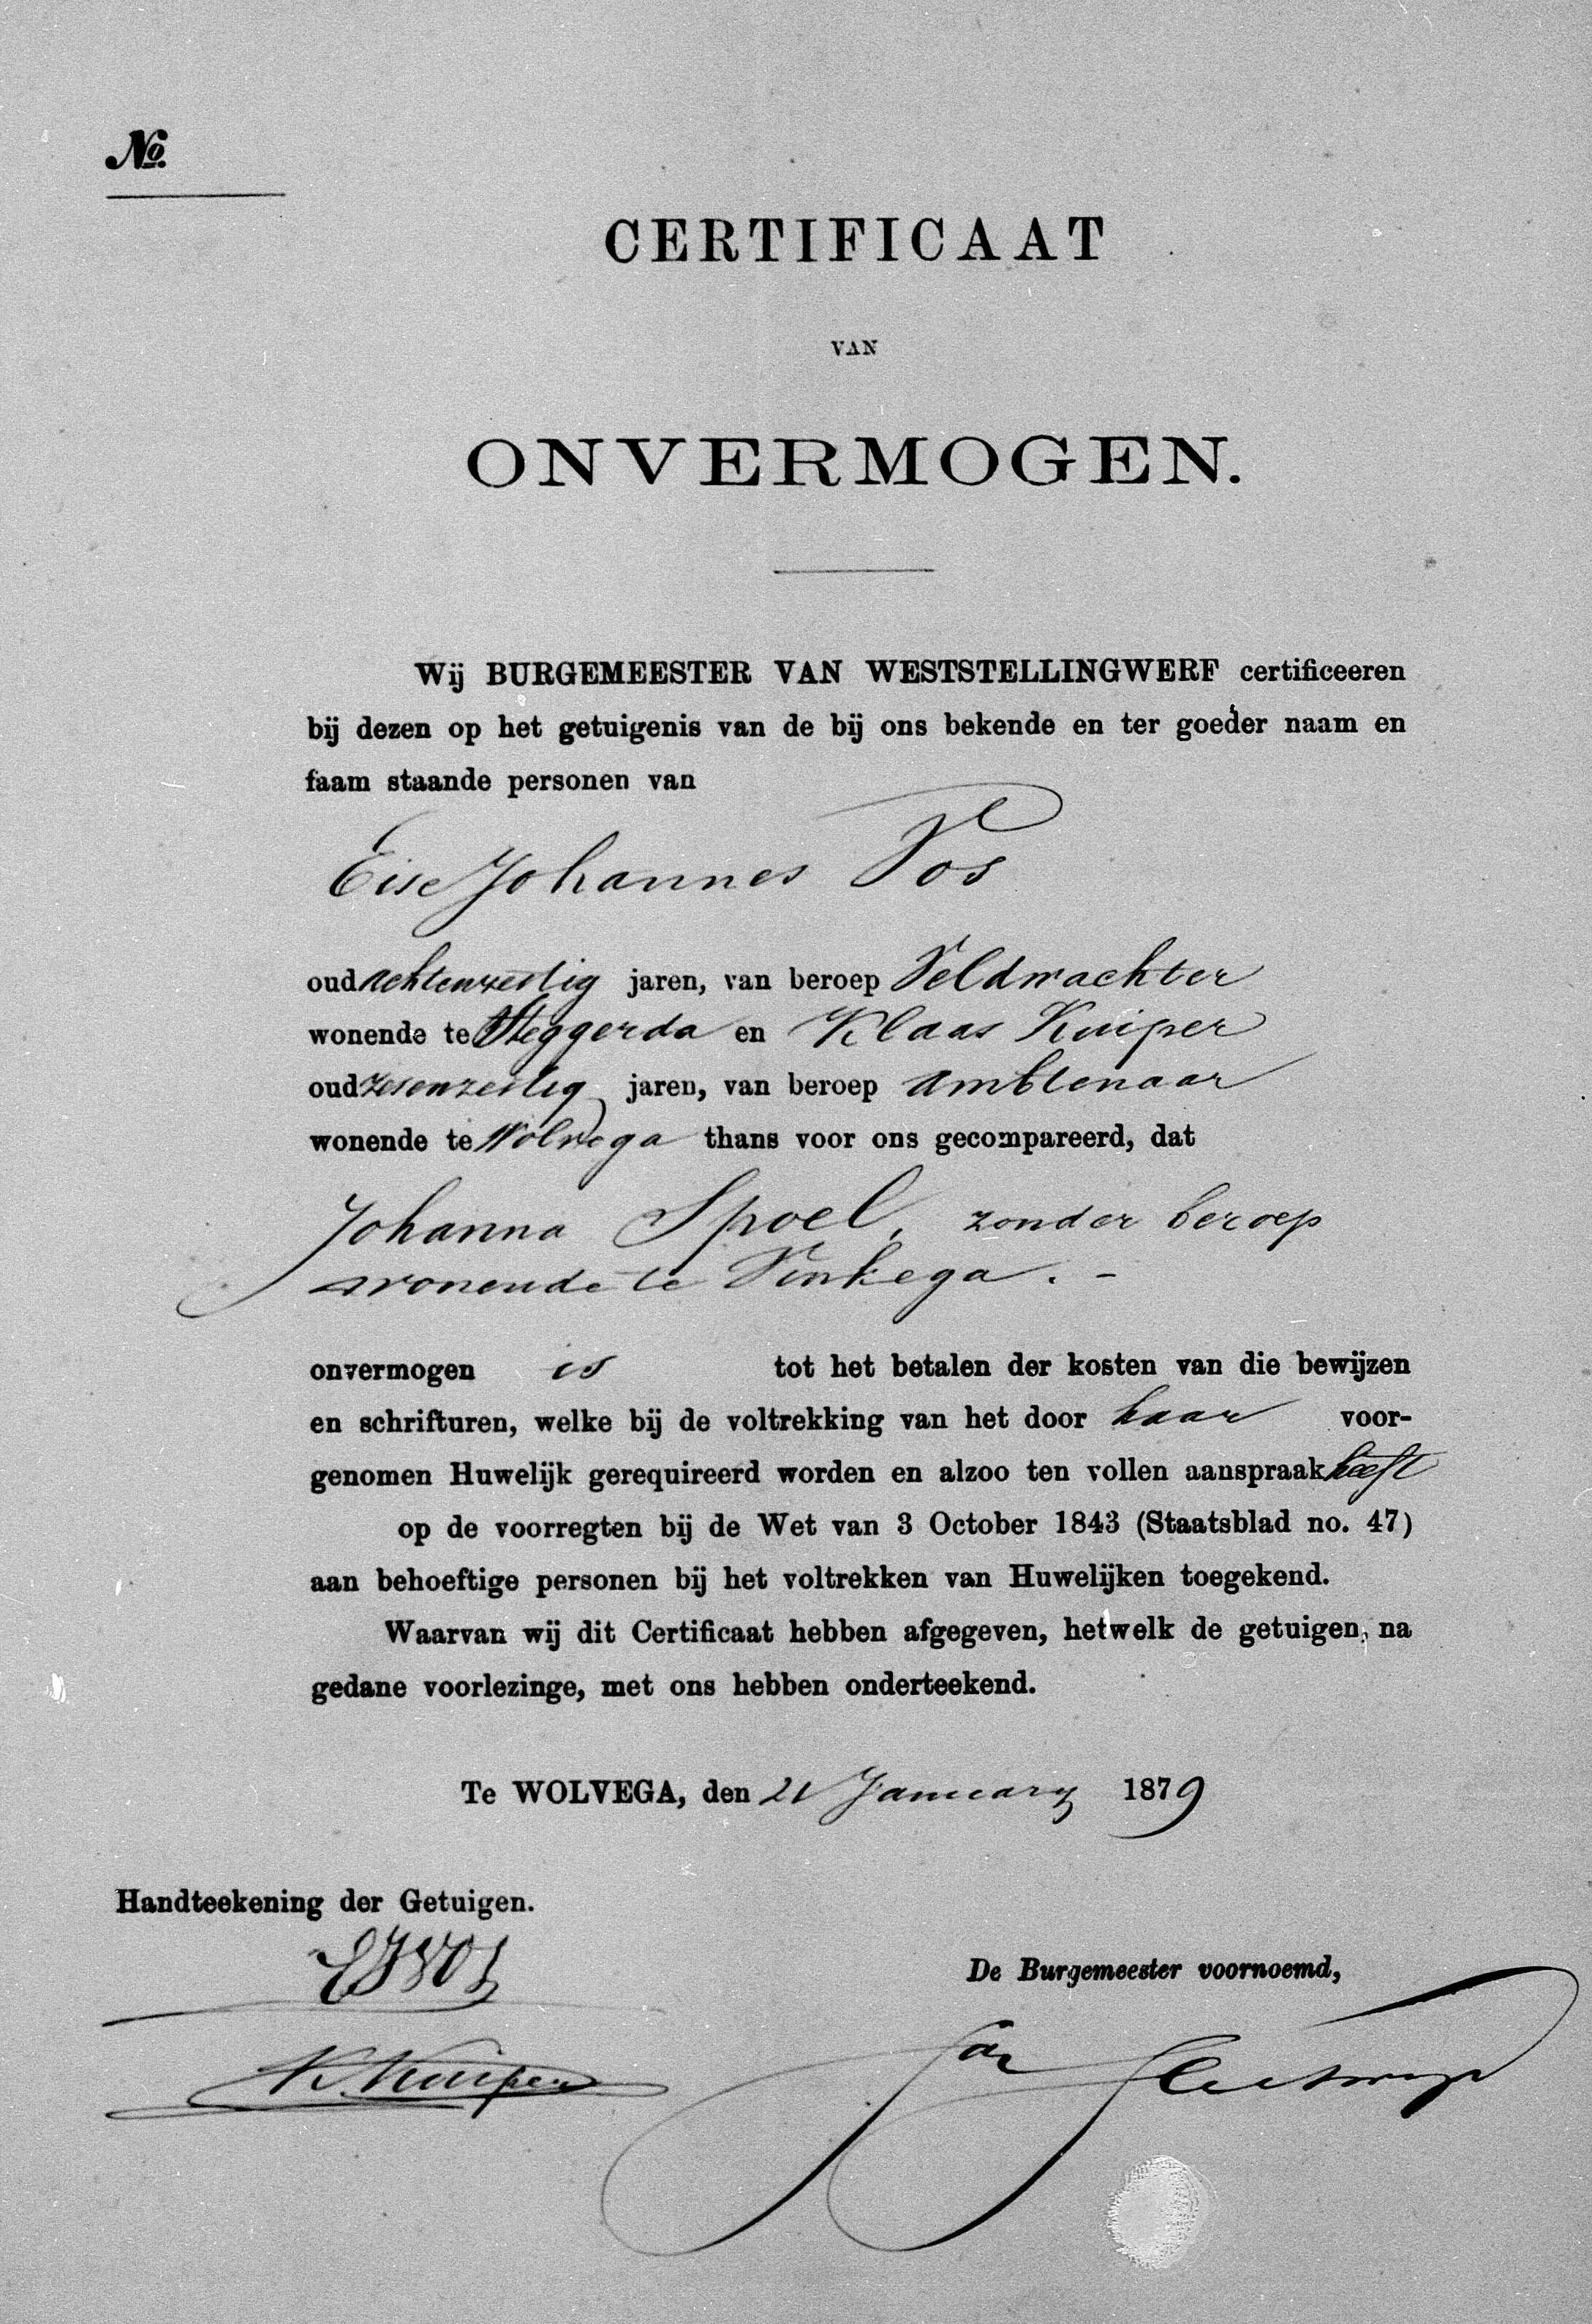 No.
CERTIFICAAT
VAN
ONVERMOGEN.
Wij BURGEMEESTER VAN WESTSTELLINGWERF certificeeren
bij dezen op het getuigenis van de bij ons bekende en ter goeder naam en
faam staande personen van
Eise Johannes Vos
oud achtenzestig jaren, van beroep Veldwachter
wonende te Steggerda en Klaas Kuiper
oud zesenzestig jaren, van beroep ambtenaar
wonende te Wolvega thans voor ons gecompareerd, dat
Johanna Spoel, zonder beroep
wonende te Vinkega. -
onvermogen is tot het betalen der kosten van die bewijzen
en schrifturen, welke bij de voltrekking van het door haar voor-
genomen Huwelijk gerequireerd worden en alzoo ten vollen aanspraak heeft
op de voorregten bij de Wet van 3 October 1843 (Staatsblad no. 47)
aan behoeftige personen bij het voltrekken van Huwelijken toegekend.
Waarvan wij dit Certificaat hebben afgegeven, hetwelk de getuigen, na
gedane voorlezinge, met ons hebben onderteekend.
Te WOLVEGA, den 21 January 1879
Handteekening der Getuigen.
EJVos
De Burgemeester voornoemd,
K. Kuiper